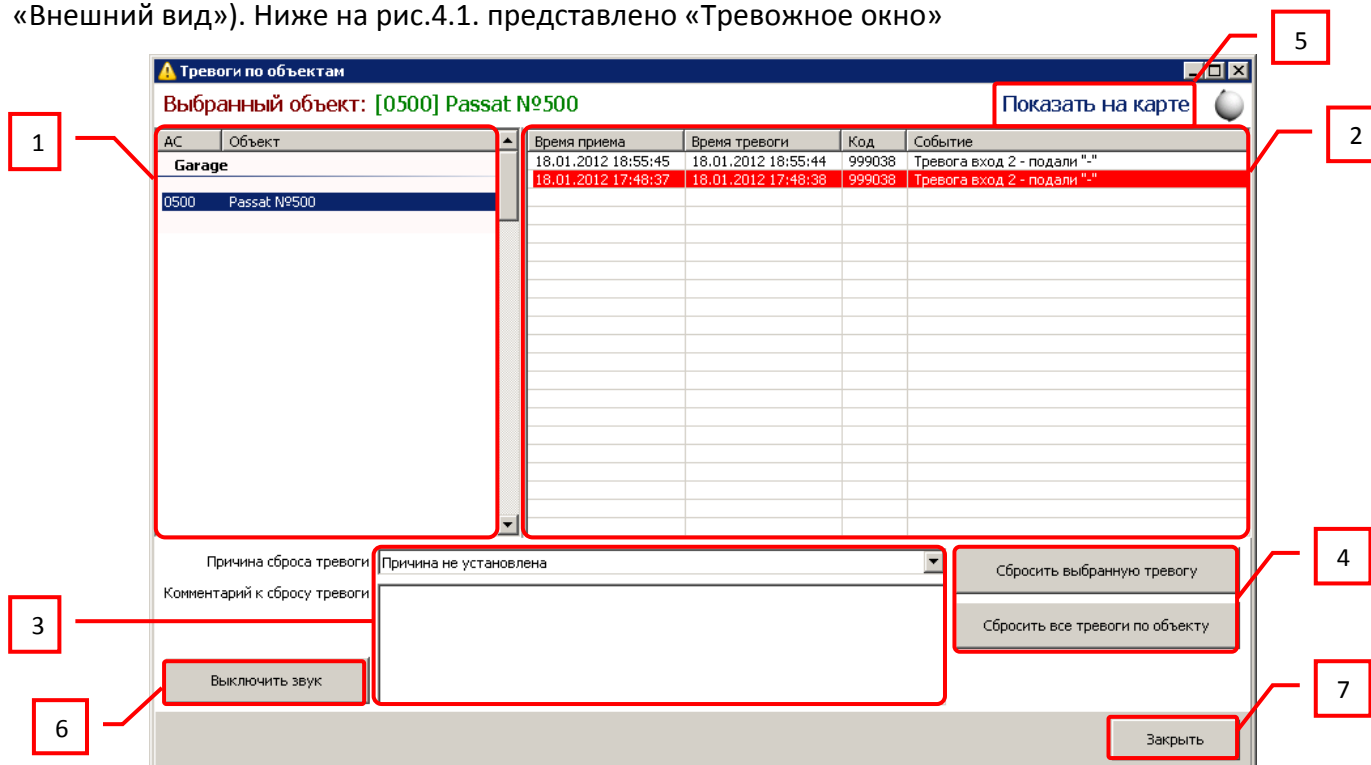 «Внешний вид»). Ниже на рис.4.1. представлено «Тревожное окно»
5
Тревоги по объектам
Выбранный объект: [0500] Passat №500 Показать на карте
1
2
АС Объект
Garage
0500 Passat №500
Время приема Время тревоги Код Событие
18.01.2012 18:55:45 18.01.2012 18:55:44 999038 Тревога вход 2 - подали "-"
18.01.2012 17:48:37 18.01.2012 17:48:38 999038 Тревога вход 2 - подали "-"
Причина сброса тревоги Причина не установлена
Сбросить выбранную тревогу
4
Комментарий к сбросу тревоги
3
Сбросить все тревоги по объекту
Выключить звук
6
7
Закрыть